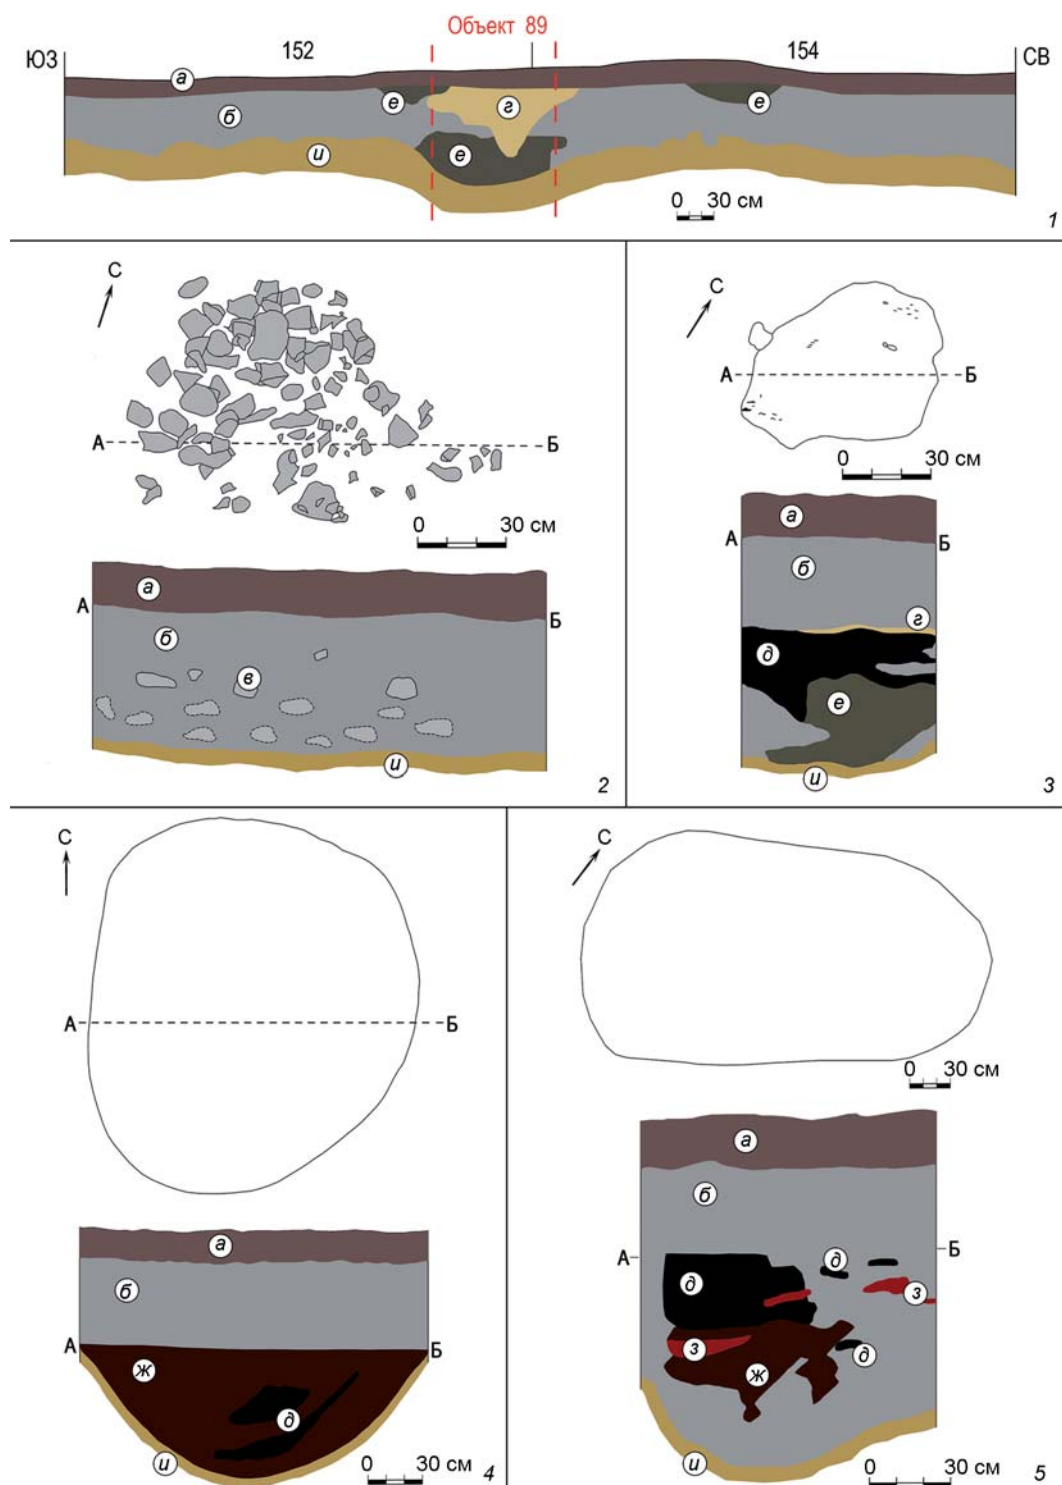 Объект 89
ЮЗ 152 154 СВ
а
е г е
б
и е
0 30 см
1
С
А Б
0 30 см
а
А Б
б
в
и
2
С
А Б
0 30 см
а
А Б
б
г
д
е
и
3
С
А Б
а
б
А Б
ж
д
и
0 30 см
4
С
0 30 см
а
б
А Б
д
д
з
з
д
ж
и
0 30 см
5